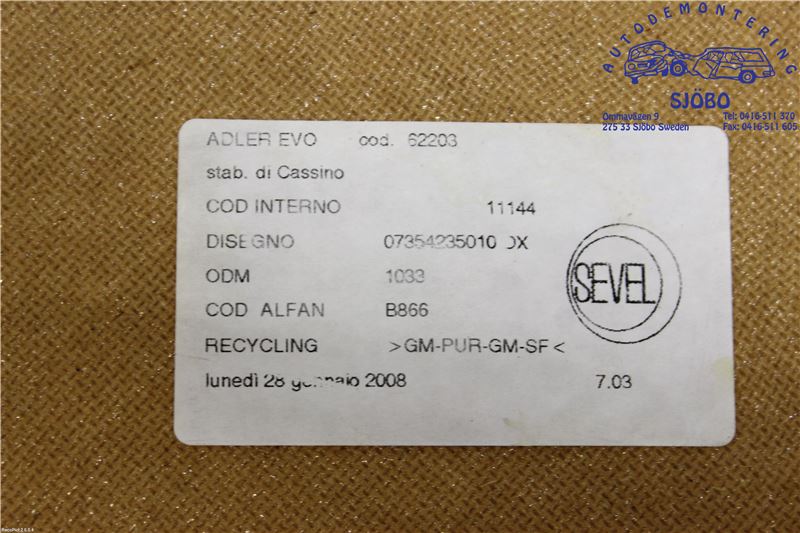 AUTODEMONTERING
SJÖBO
Ommavägen 9
275 33 Sjöbo Sweden
Tel: 0416-511 370
Fax: 0416-511 605
ADLER EVO cod. 62203
stab. di Cassino
COD INTERNO 11144
DISEGNO 07354235010 DX
ODM 1033
COD ALFAN B866
RECYCLING >GM-PUR-GM-SF<
lunedì 28 gennaio 2008 7.03
SEVEL